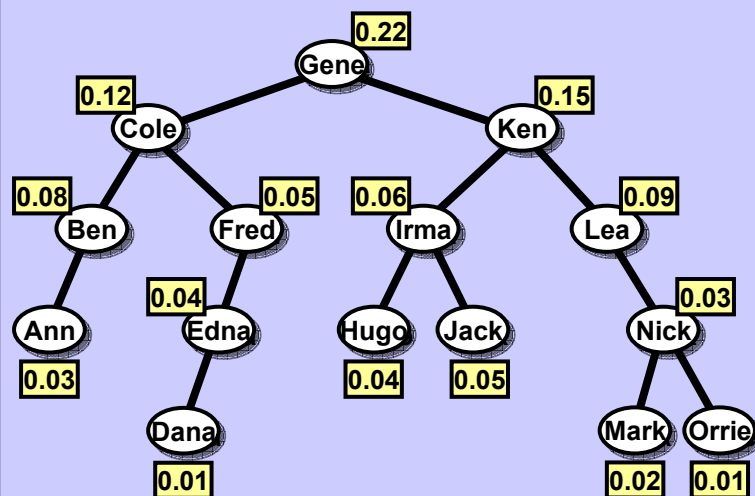 0.22
Gene
0.12
0.15
Cole
Ken
0.08
0.05
0.06
0.09
Ben
Fred
Irma
Lea
0.04
0.03
Ann
Edna
Hugo
Jack
Nick
0.03
0.04
0.05
Dana
Mark
Orrie
0.01
0.02
0.01